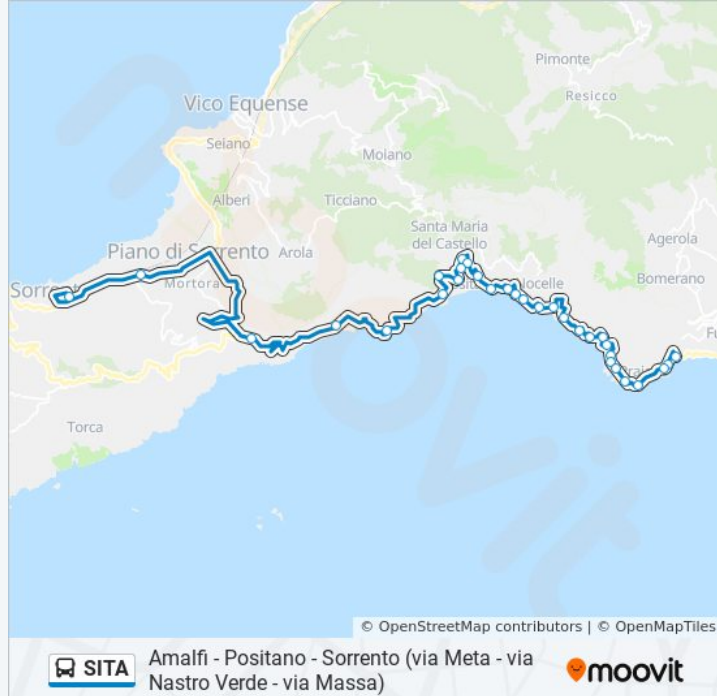 Pimonte
Resicco
Vico Equense
Seiano
Moiano
Alberi
Ticciano
Santa Maria
del Castello
Agerola
Piano di Sorrento
Arola
Bomerano
Mortora
Sorrento
Torca
moovit
© OpenStreetMap contributors | © OpenMapTiles
SITA
Amalfi - Positano - Sorrento (via Meta - via
Nastro Verde - via Massa)
moovit